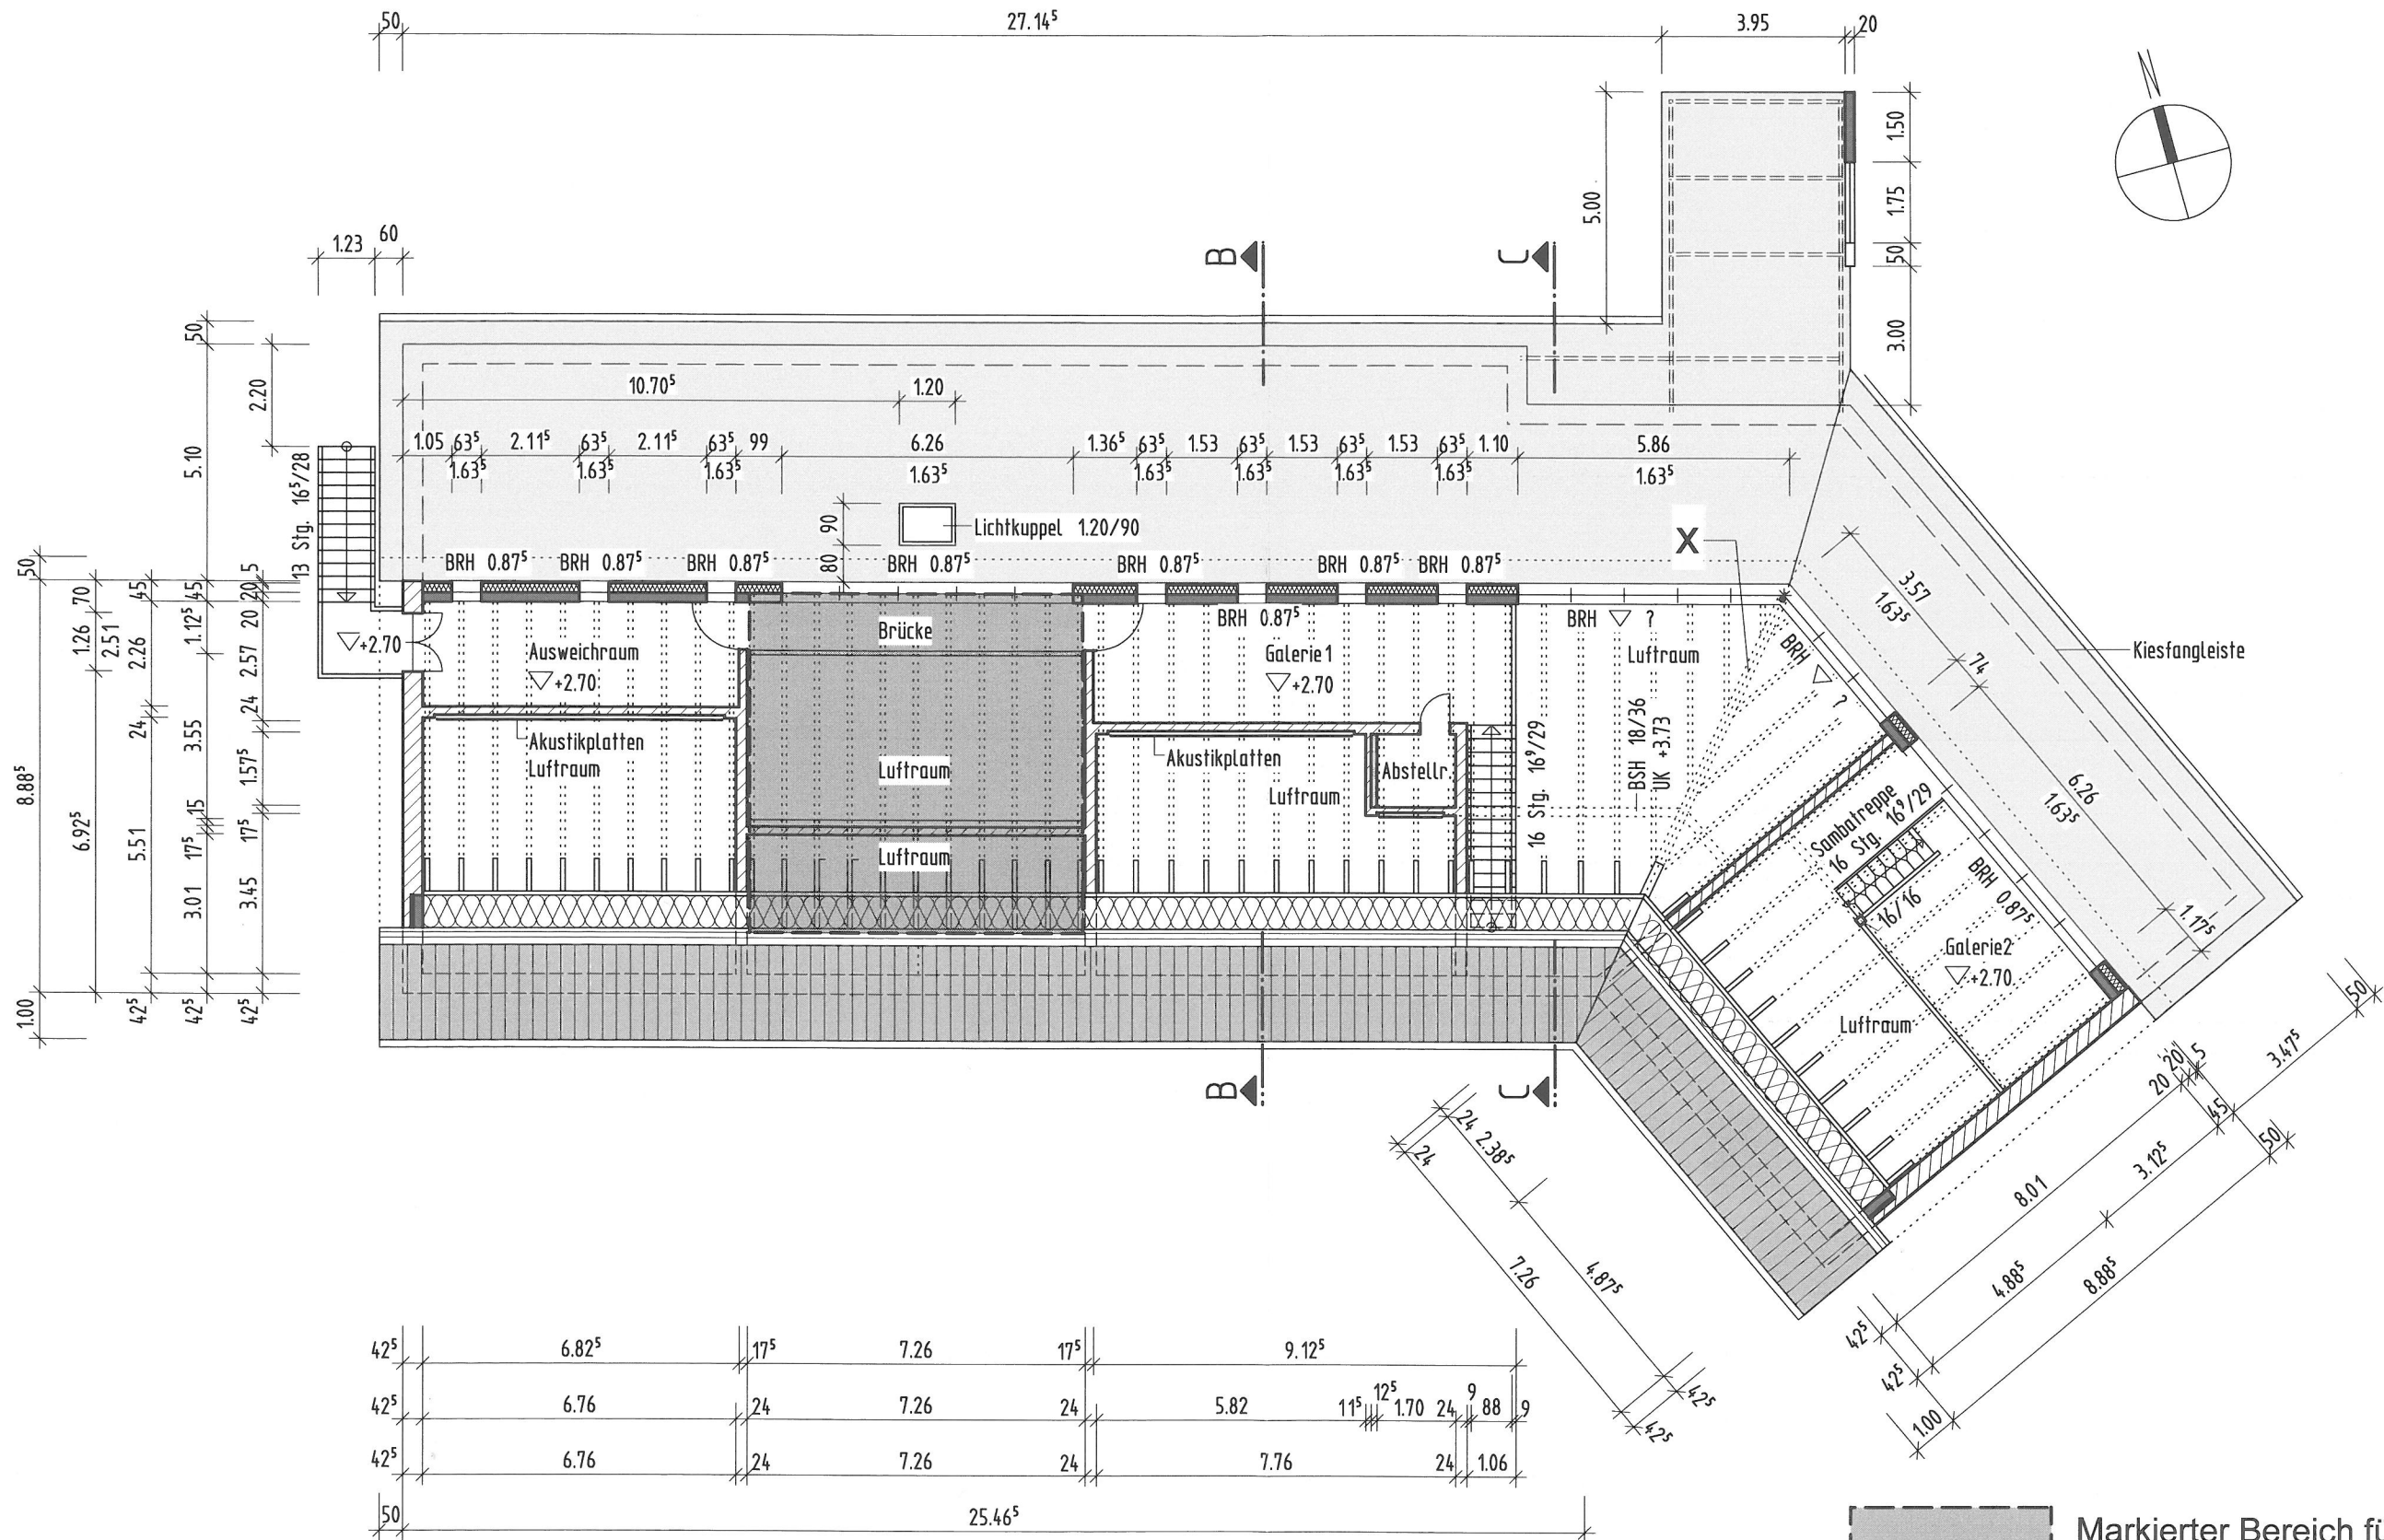 50 27.14⁵ 3.95 20
5.00
1.50
1.75
50
3.00
1.23 60
B C
50
5.10
2.20
10.70⁵ 1.20
1.05 63⁵ 2.11⁵ 63⁵ 2.11⁵ 63⁵ 99 6.26 1.36⁵ 63⁵ 1.53 63⁵ 1.53 63⁵ 1.53 63⁵ 1.10 5.86
1.63⁵ 1.63⁵ 1.63⁵ 1.63⁵ 1.63⁵ 1.63⁵ 1.63⁵ 1.63⁵ 1.63⁵
13 Stg. 16⁵/28
90
80
Lichtkuppel 1.20/90
X
BRH 0.87⁵ BRH 0.87⁵ BRH 0.87⁵ BRH 0.87⁵ BRH 0.87⁵ BRH 0.87⁵ BRH 0.87⁵
BRH 0.87⁵
BRH ?
BRH ?
3.57
1.63⁵
74
Kiesfangleiste
+2.70
Ausweichraum
+2.70
Brücke
Galerie1
+2.70
Luftraum
Akustikplatten
Luftraum
Luftraum
Luftraum
Akustikplatten
Luftraum
Abstellr.
16 Stg. 16⁹/29
BSH 18/36
UK +3.73
Sambatreppe
16 Stg. 16⁹/29
16/16
BRH 0.87⁵
Galerie2
+2.70
Luftraum
6.26
1.63⁵
1.17⁵
50
8.88⁵
1.00
70
1.26
2.51
6.92⁵
45
2.26
24
5.51
42⁵
45
1.12⁵
3.55
15
17⁵
3.01
42⁵
5
20
20
2.57
24
1.57⁵
17⁵
3.45
42⁵
B C
50
3.47⁵
20 20 5
45
50
8.01
3.12⁵
4.88⁵
8.88⁵
42⁵
42⁵
1.00
24
24 2.38⁵
7.26
4.87⁵
42⁵
42⁵
42⁵ 6.82⁵ 17⁵ 7.26 17⁵ 9.12⁵
42⁵ 6.76 24 7.26 24 5.82 11⁵ 12⁵ 1.70 24 9 88 9
42⁵ 6.76 24 7.26 24 7.76 24 1.06
50 25.46⁵
Markierter Bereich